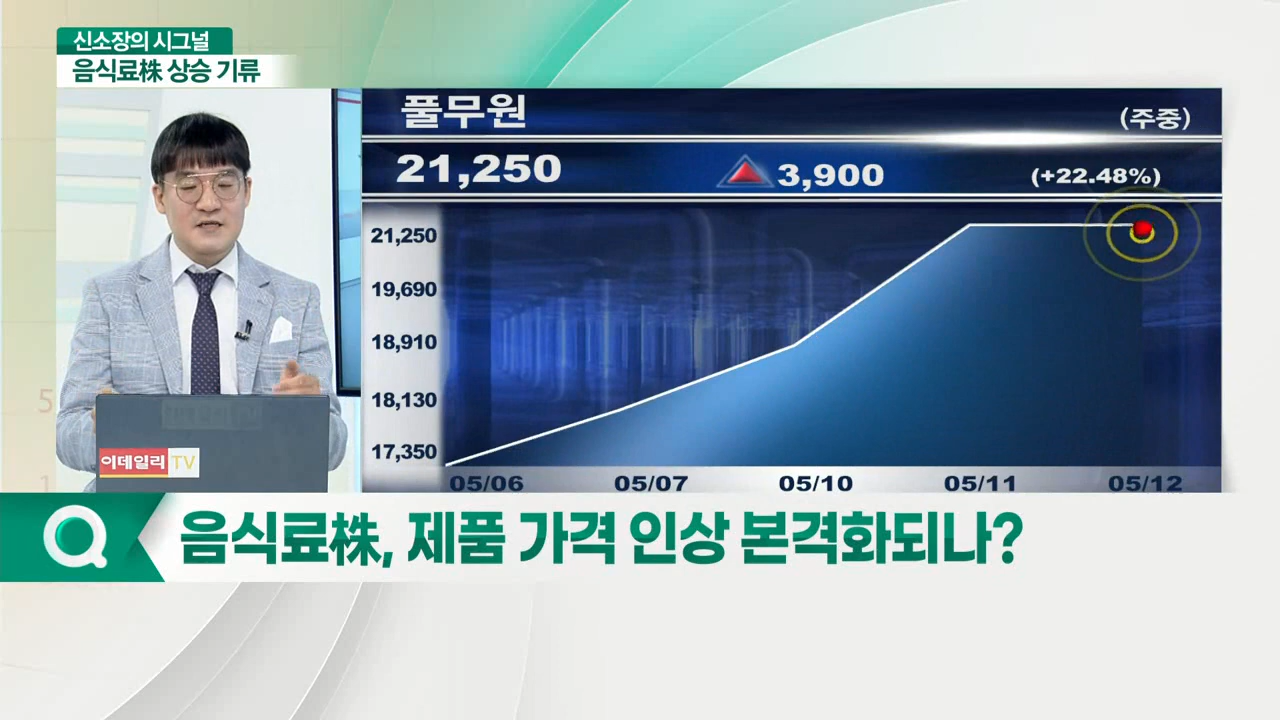 신소장의 시그널
음식료株 상승 기류
풀무원
(주중)
21,250 ▲ 3,900 (+22.48%)
21,250
19,690
18,910
18,130
17,350
05/06 05/07 05/10 05/11 05/12
5
1
이데일리 TV
음식료株, 제품 가격 인상 본격화되나?